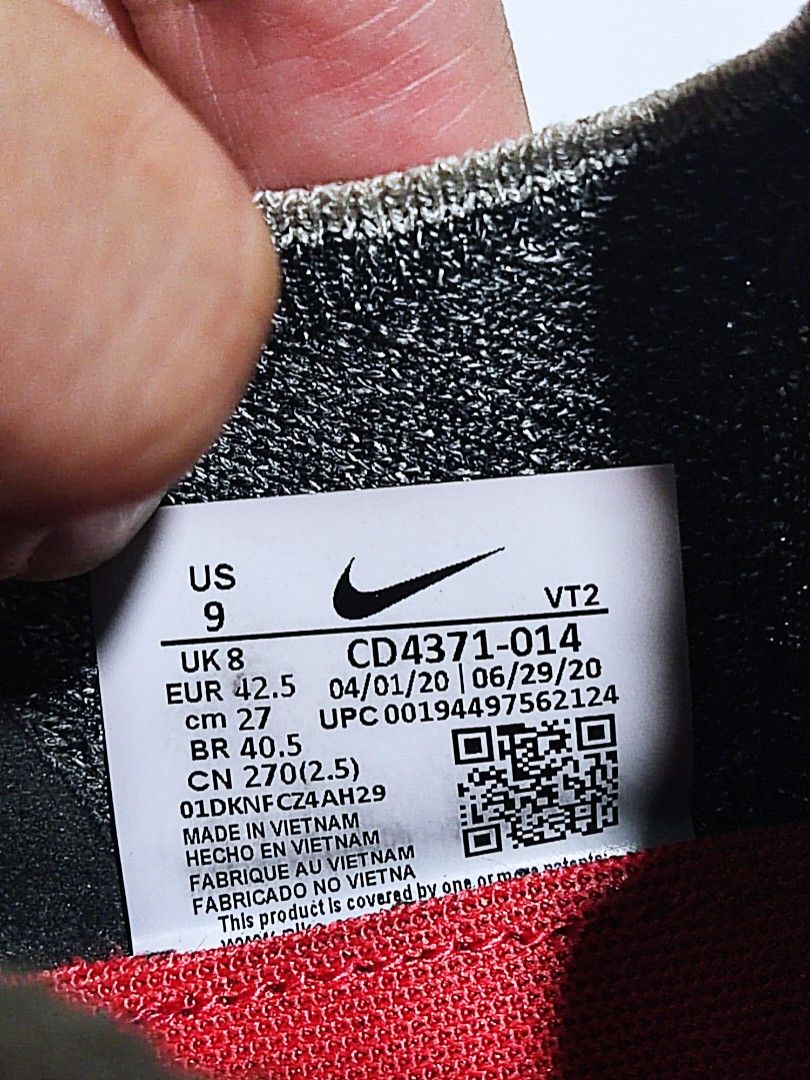 US
9
VT2
UK 8
CD4371-014
EUR 42.5
04/01/20 | 06/29/20
cm 27
UPC 00194497562124
BR 40.5
CN 270(2.5)
01DKNFCZ4AH29
MADE IN VIETNAM
HECHO EN VIETNAM
FABRIQUE AU VIETNAM
FABRICADO NO VIETNA
This product is covered by one or more patents: